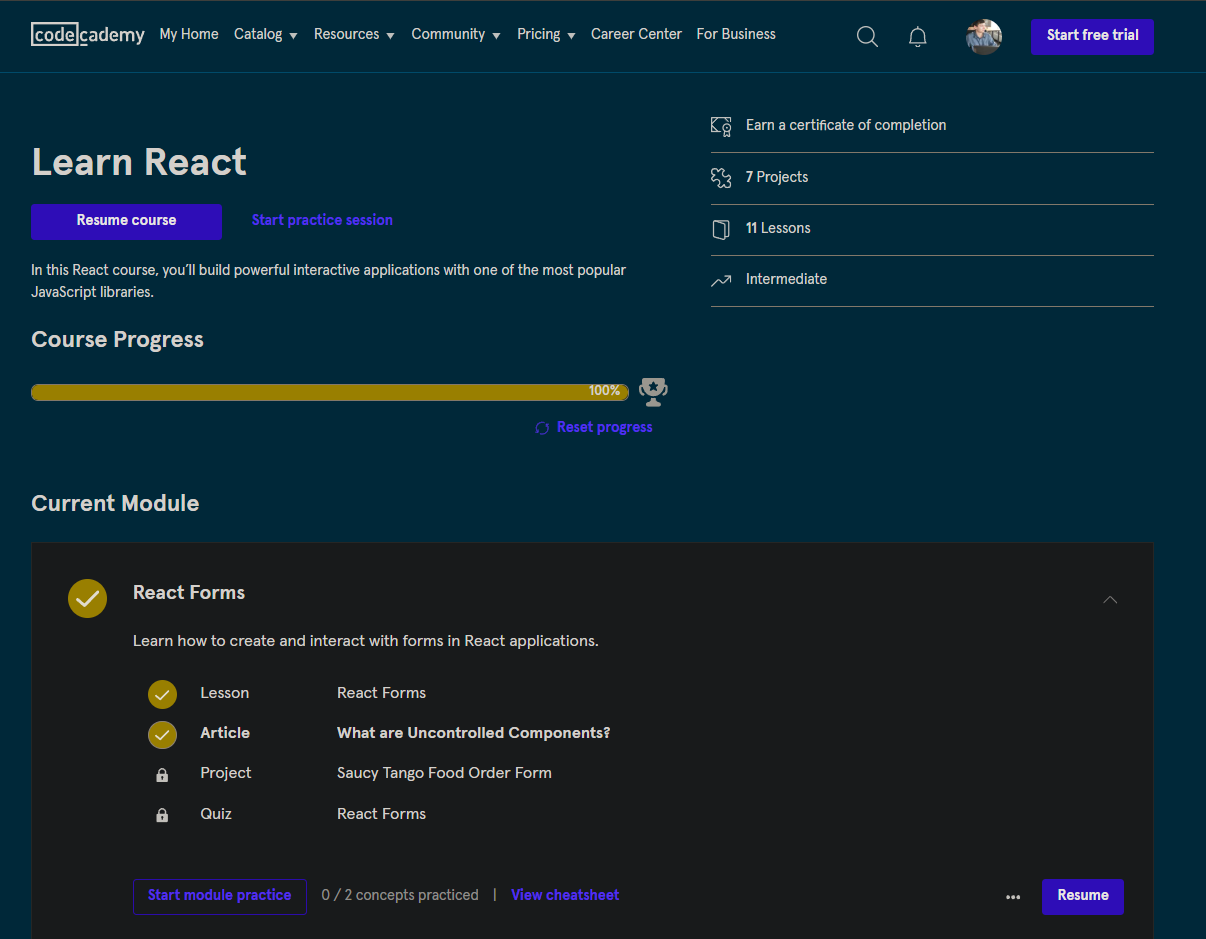 codecademy My Home Catalog Resources Community Pricing Career Center For Business Start free trial
Learn React
Resume course Start practice session
In this React course, you’ll build powerful interactive applications with one of the most popular
JavaScript libraries.
Course Progress
100%
Reset progress
Earn a certificate of completion
7 Projects
11 Lessons
Intermediate
Current Module
React Forms
Learn how to create and interact with forms in React applications.
Lesson React Forms
Article What are Uncontrolled Components?
Project Saucy Tango Food Order Form
Quiz React Forms
Start module practice 0 / 2 concepts practiced | View cheatsheet ••• Resume